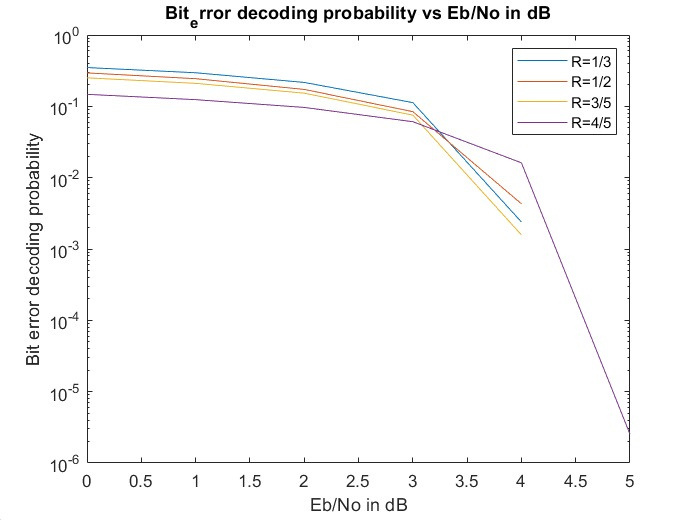 Bit_error decoding probability vs Eb/No in dB
R=1/3
R=1/2
R=3/5
R=4/5
Bit error decoding probability
10^0
10^-1
10^-2
10^-3
10^-4
10^-5
10^-6
0 0.5 1 1.5 2 2.5 3 3.5 4 4.5 5
Eb/No in dB